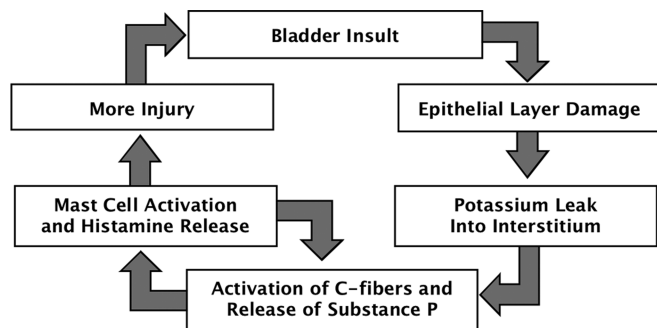 Bladder Insult
More Injury
Epithelial Layer Damage
Mast Cell Activation
and Histamine Release
Potassium Leak
Into Interstitium
Activation of C-fibers and
Release of Substance P